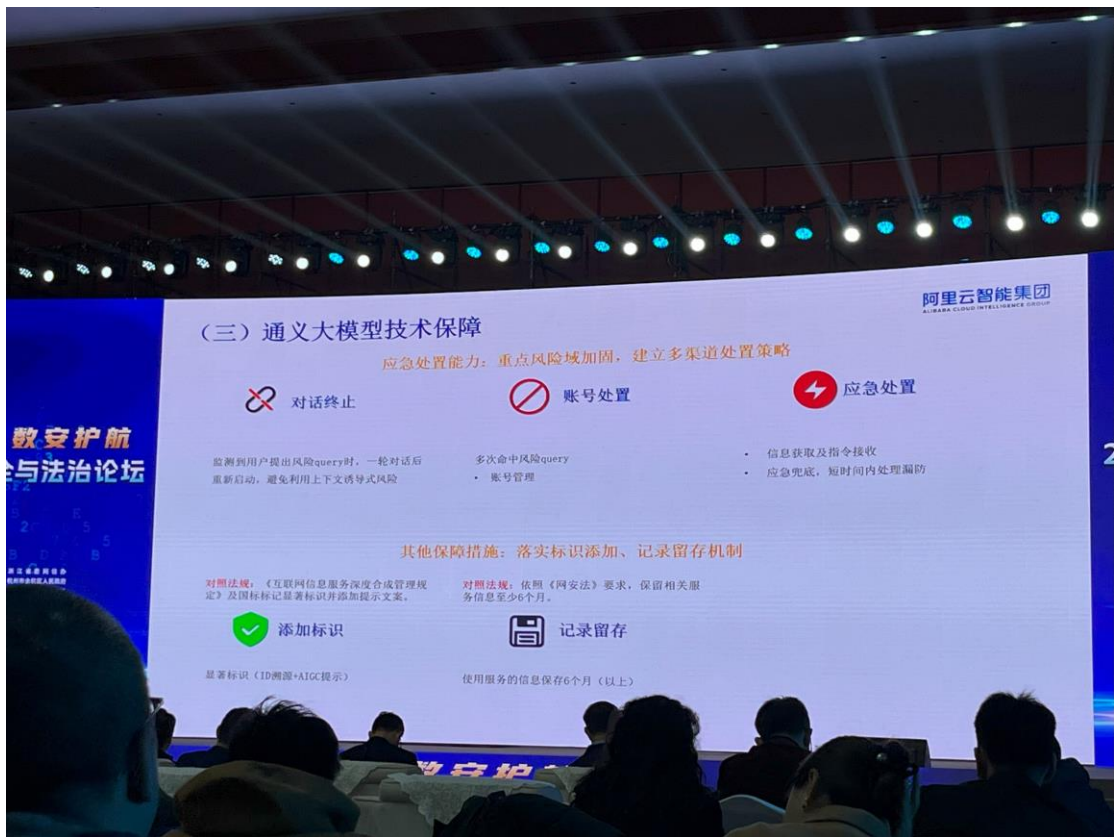 阿里云智能集团
ALIBABA CLOUD INTELLIGENCE GROUP
（三）通义大模型技术保障
应急处置能力：重点风险域加固，建立多渠道处置策略
对话终止
账号处置
应急处置
监测到用户提出风险query时，一轮对话后
重新启动，避免利用上下文诱导式风险
多次命中风险query
• 账号管理
• 信息获取及指令接收
• 应急兜底，短时间内处理漏防
其他保障措施：落实标识添加、记录留存机制
对照法规：《互联网信息服务深度合成管理规
定》及国标标记显著标识并添加提示文案。
对照法规：依照《网安法》要求，保留相关服
务信息至少6个月。
添加标识
记录留存
显著标识（ID溯源+AIGC提示）
使用服务的信息保存6个月（以上）
数安护航
全与法治论坛
2
数安护